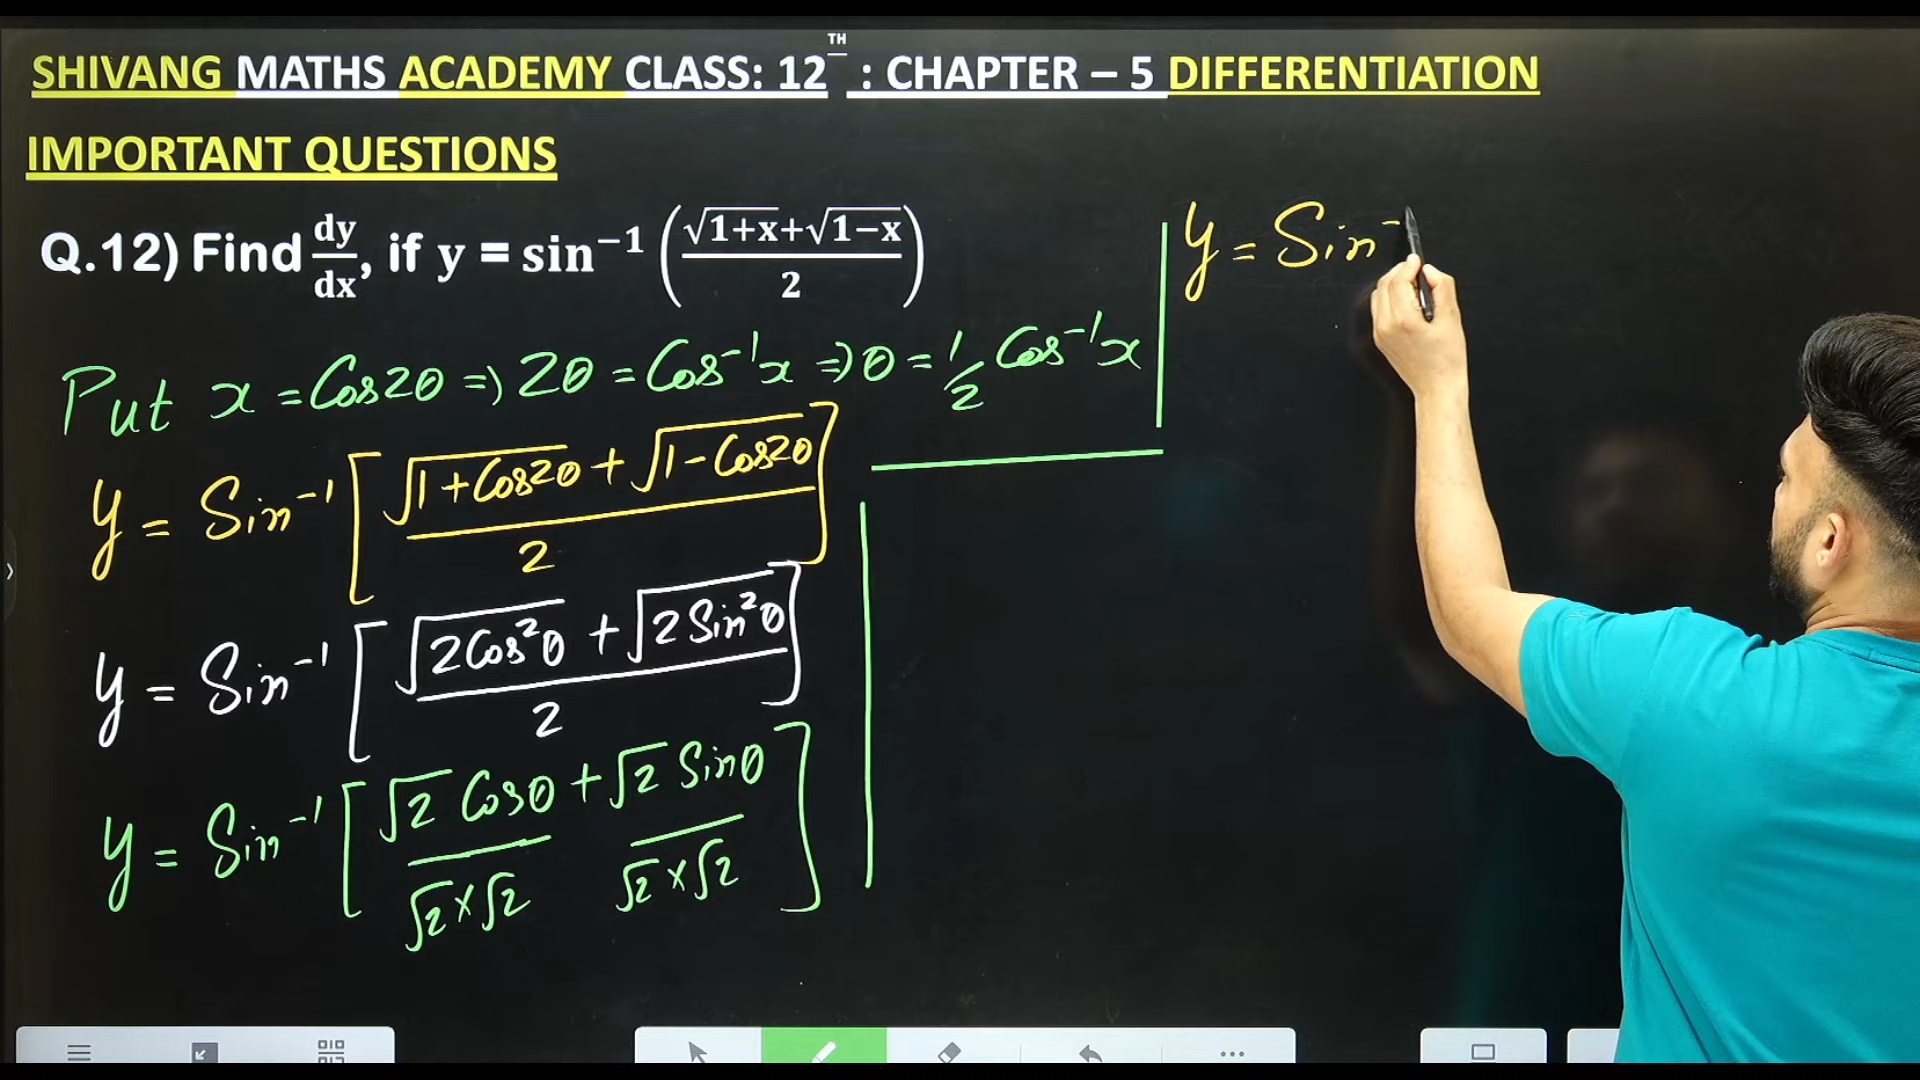 SHIVANG MATHS ACADEMY CLASS: 12TH : CHAPTER – 5 DIFFERENTIATION
IMPORTANT QUESTIONS
Q.12) Find dy/dx, if y = sin⁻¹ ((√1+x + √1−x)/2)
Put x = Cos2θ ⇒ 2θ = Cos⁻¹x ⇒ θ = 1/2 Cos⁻¹x
y = Sin⁻¹ [(√1+Cos2θ + √1-Cos2θ)/2]
y = Sin⁻¹ [(√2Cos²θ + √2Sin²θ)/2]
y = Sin⁻¹ [√2 Cosθ/(√2×√2) + √2 Sinθ/(√2×√2)]
y = Sin⁻